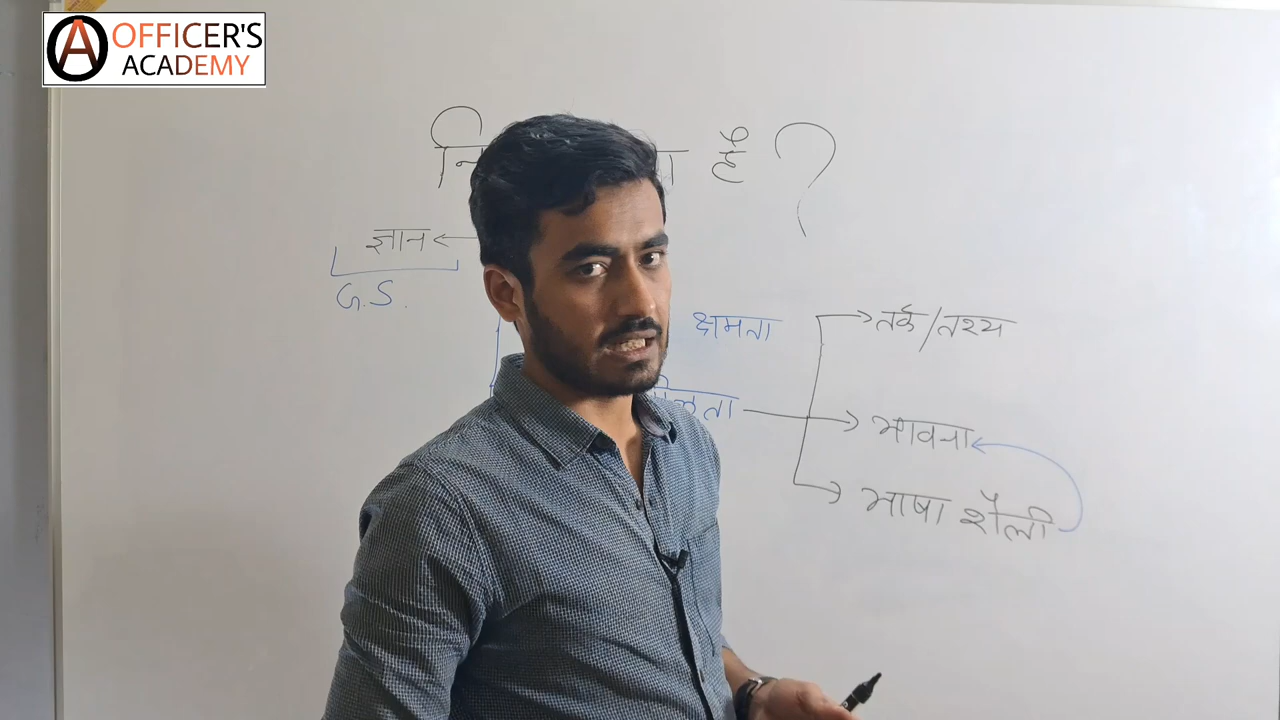 OFFICER'S
ACADEMY
है ?
ज्ञान
G.S.
क्षमता
तर्क/तथ्य
भावना
भाषा शैली